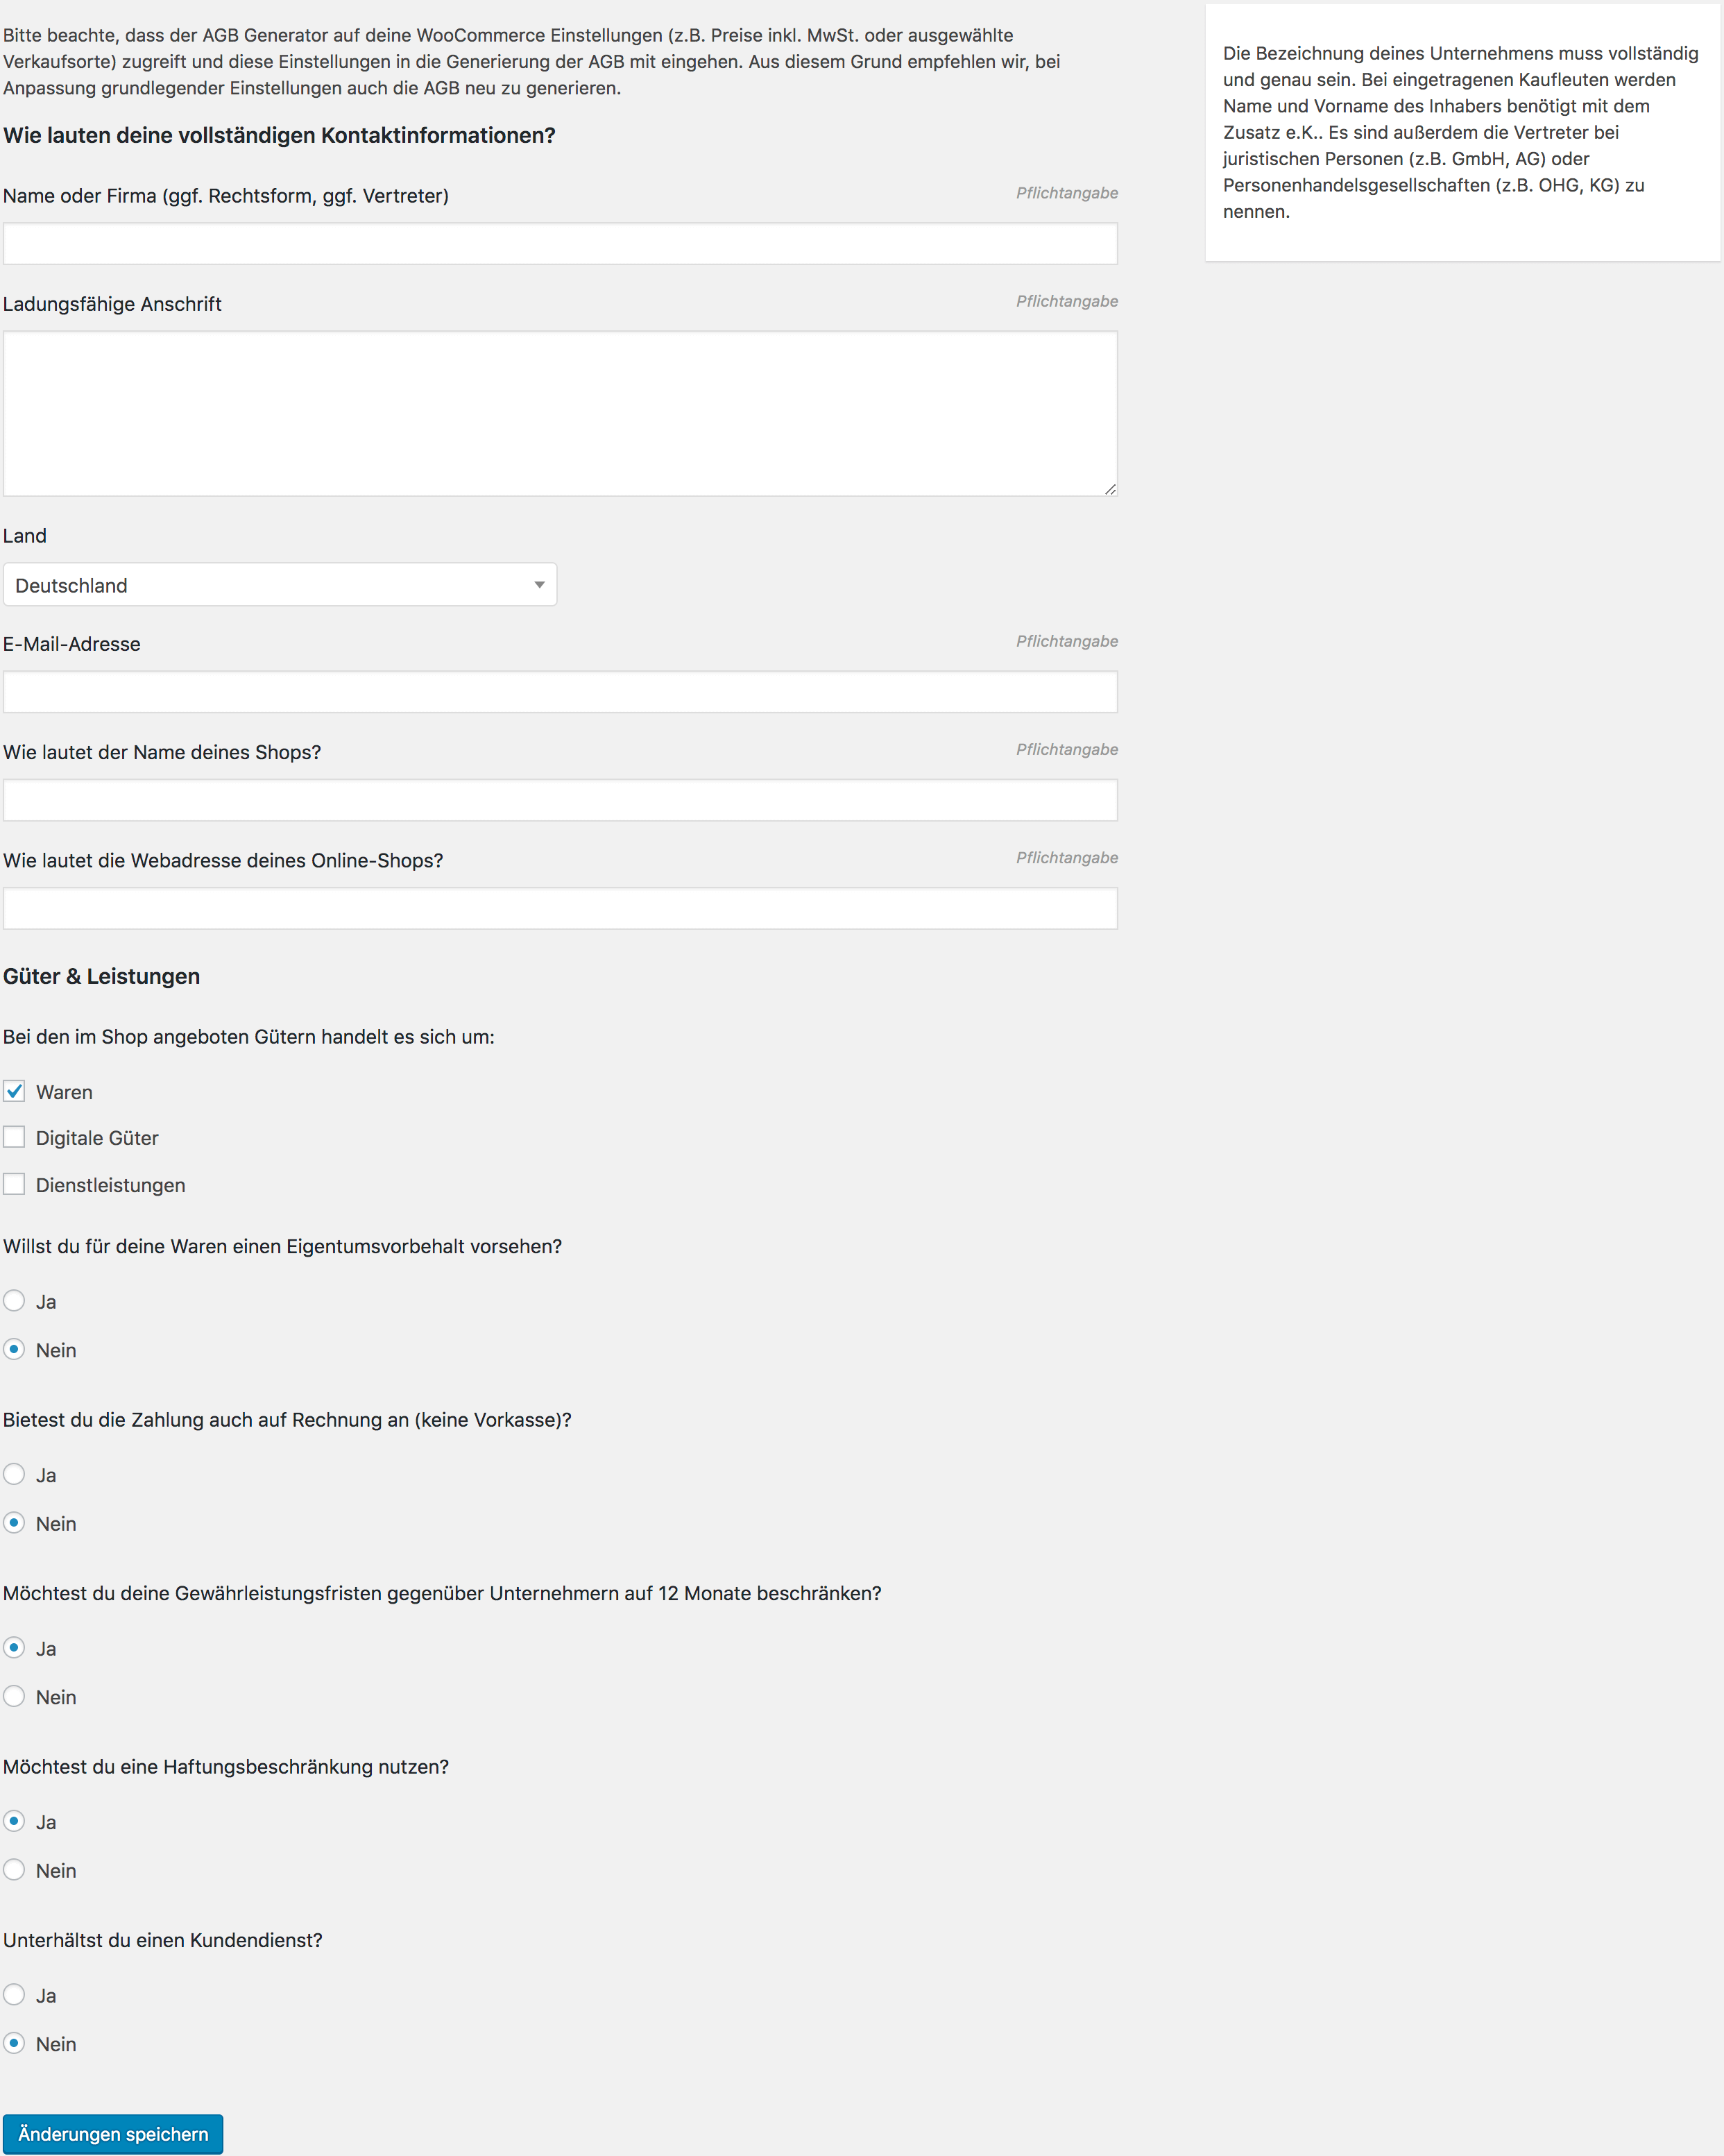 Bitte beachte, dass der AGB Generator auf deine WooCommerce Einstellungen (z.B. Preise inkl. MwSt. oder ausgewählte
Verkaufsorte) zugreift und diese Einstellungen in die Generierung der AGB mit eingehen. Aus diesem Grund empfehlen wir, bei
Anpassung grundlegender Einstellungen auch die AGB neu zu generieren.
Wie lauten deine vollständigen Kontaktinformationen?
Name oder Firma (ggf. Rechtsform, ggf. Vertreter)
Pflichtangabe
Ladungsfähige Anschrift
Pflichtangabe
Land
Deutschland
E-Mail-Adresse
Pflichtangabe
Wie lautet der Name deines Shops?
Pflichtangabe
Wie lautet die Webadresse deines Online-Shops?
Pflichtangabe
Güter & Leistungen
Bei den im Shop angeboten Gütern handelt es sich um:
Waren
Digitale Güter
Dienstleistungen
Willst du für deine Waren einen Eigentumsvorbehalt vorsehen?
Ja
Nein
Bietest du die Zahlung auch auf Rechnung an (keine Vorkasse)?
Ja
Nein
Möchtest du deine Gewährleistungsfristen gegenüber Unternehmern auf 12 Monate beschränken?
Ja
Nein
Möchtest du eine Haftungsbeschränkung nutzen?
Ja
Nein
Unterhältst du einen Kundendienst?
Ja
Nein
Änderungen speichern
Die Bezeichnung deines Unternehmens muss vollständig
und genau sein. Bei eingetragenen Kaufleuten werden
Name und Vorname des Inhabers benötigt mit dem
Zusatz e.K.. Es sind außerdem die Vertreter bei
juristischen Personen (z.B. GmbH, AG) oder
Personenhandelsgesellschaften (z.B. OHG, KG) zu
nennen.